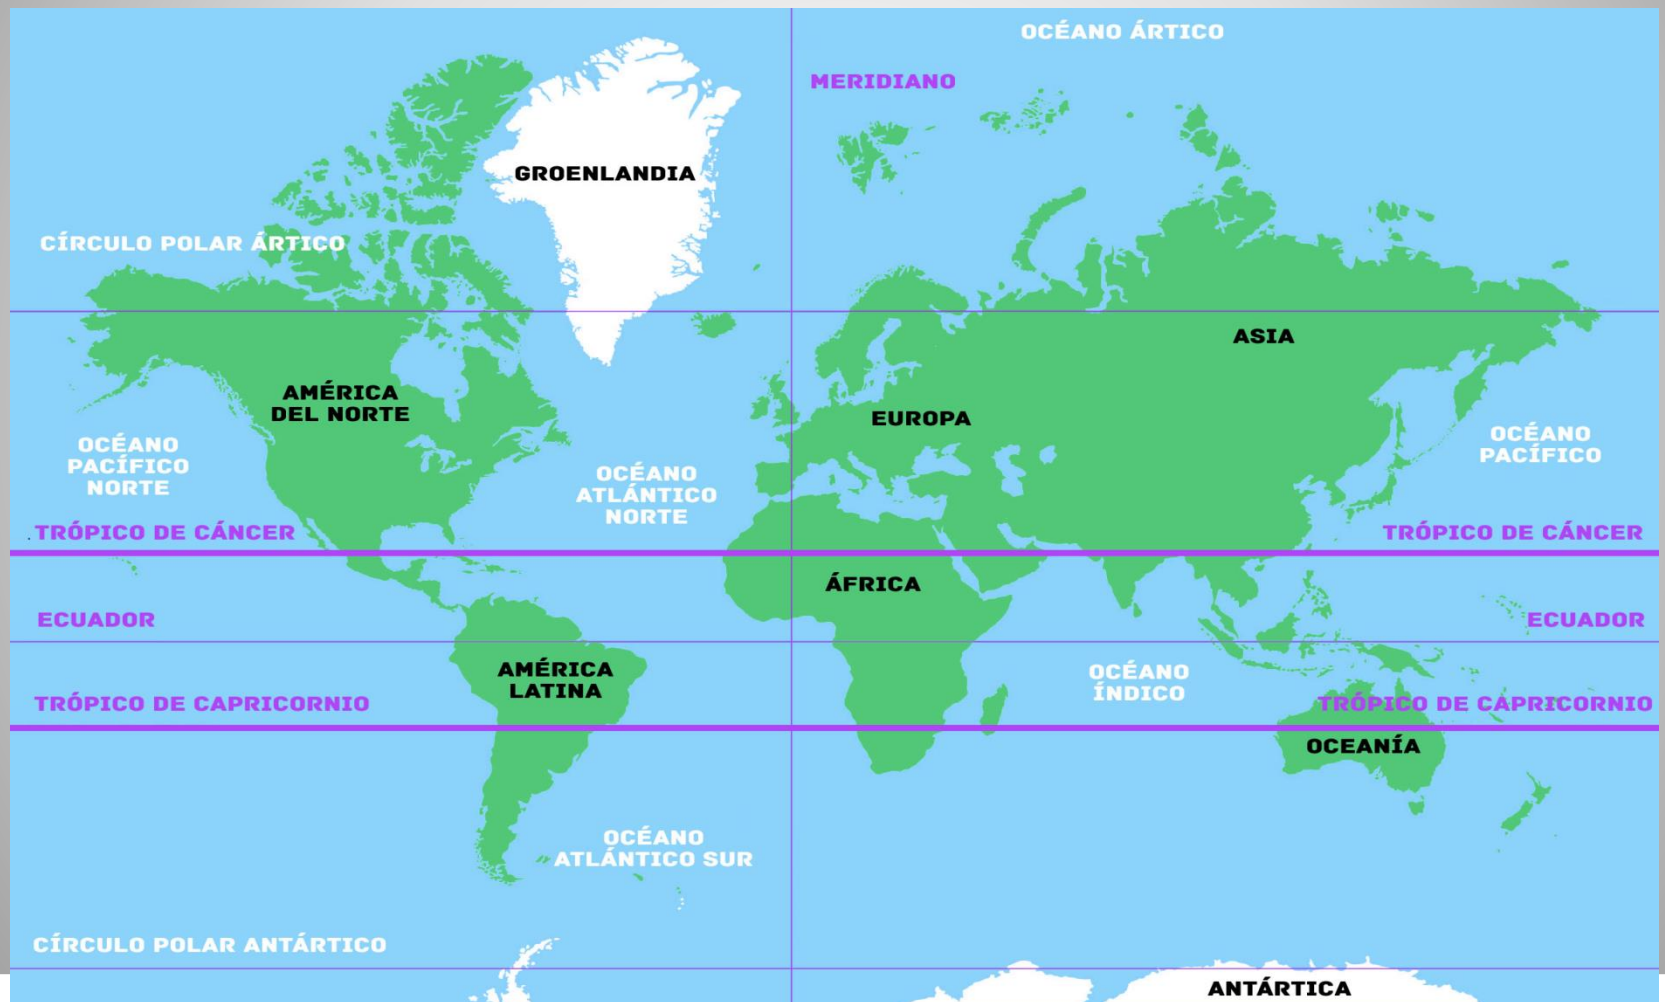 OCÉANO ÁRTICO
MERIDIANO
GROENLANDIA
CÍRCULO POLAR ÁRTICO
ASIA
AMÉRICA
DEL NORTE
EUROPA
OCÉANO
PACÍFICO
NORTE
OCÉANO
PACÍFICO
OCÉANO
ATLÁNTICO
NORTE
TRÓPICO DE CÁNCER
TRÓPICO DE CÁNCER
ÁFRICA
ECUADOR
ECUADOR
AMÉRICA
LATINA
OCÉANO
ÍNDICO
TRÓPICO DE CAPRICORNIO
TRÓPICO DE CAPRICORNIO
OCEANÍA
OCÉANO
ATLÁNTICO SUR
CÍRCULO POLAR ANTÁRTICO
ANTÁRTICA